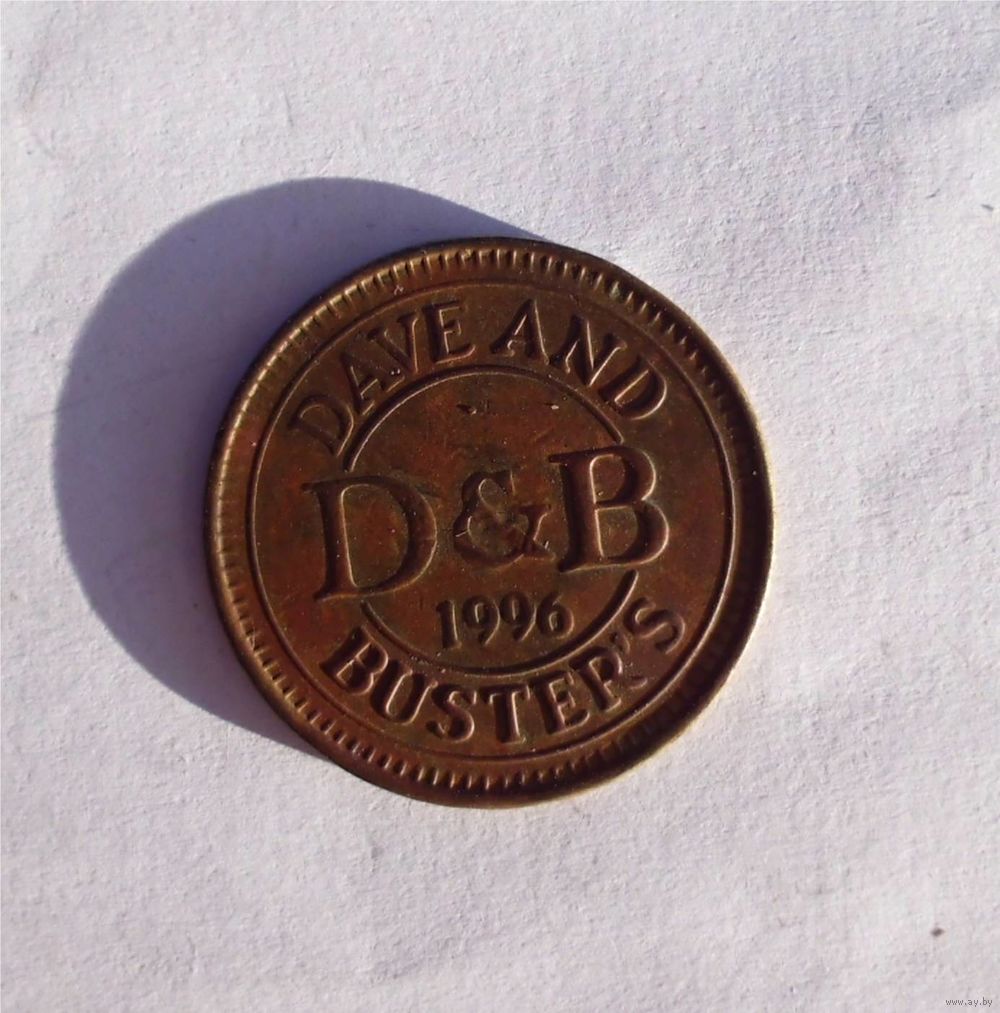 DAVE AND
D&B
1996
BUSTER'S
www.ay.by